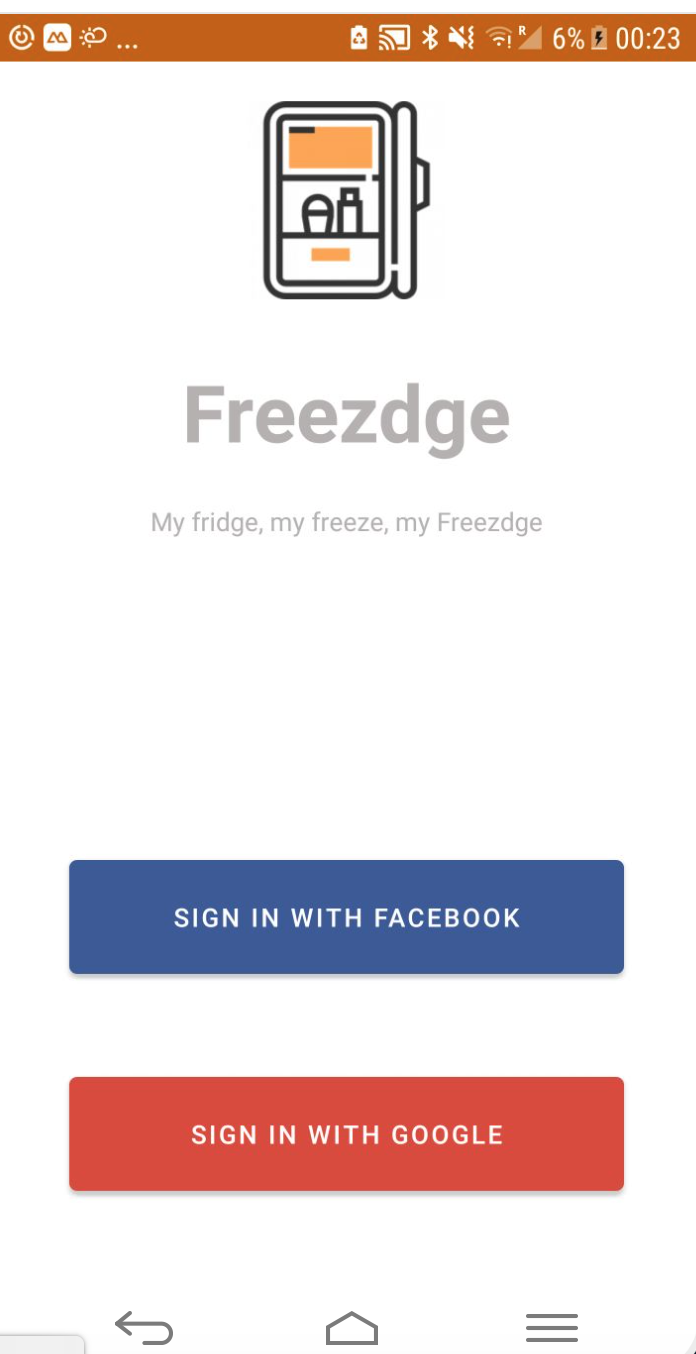 ... R 6% 00:23
Freezdge
My fridge, my freeze, my Freezdge
SIGN IN WITH FACEBOOK
SIGN IN WITH GOOGLE